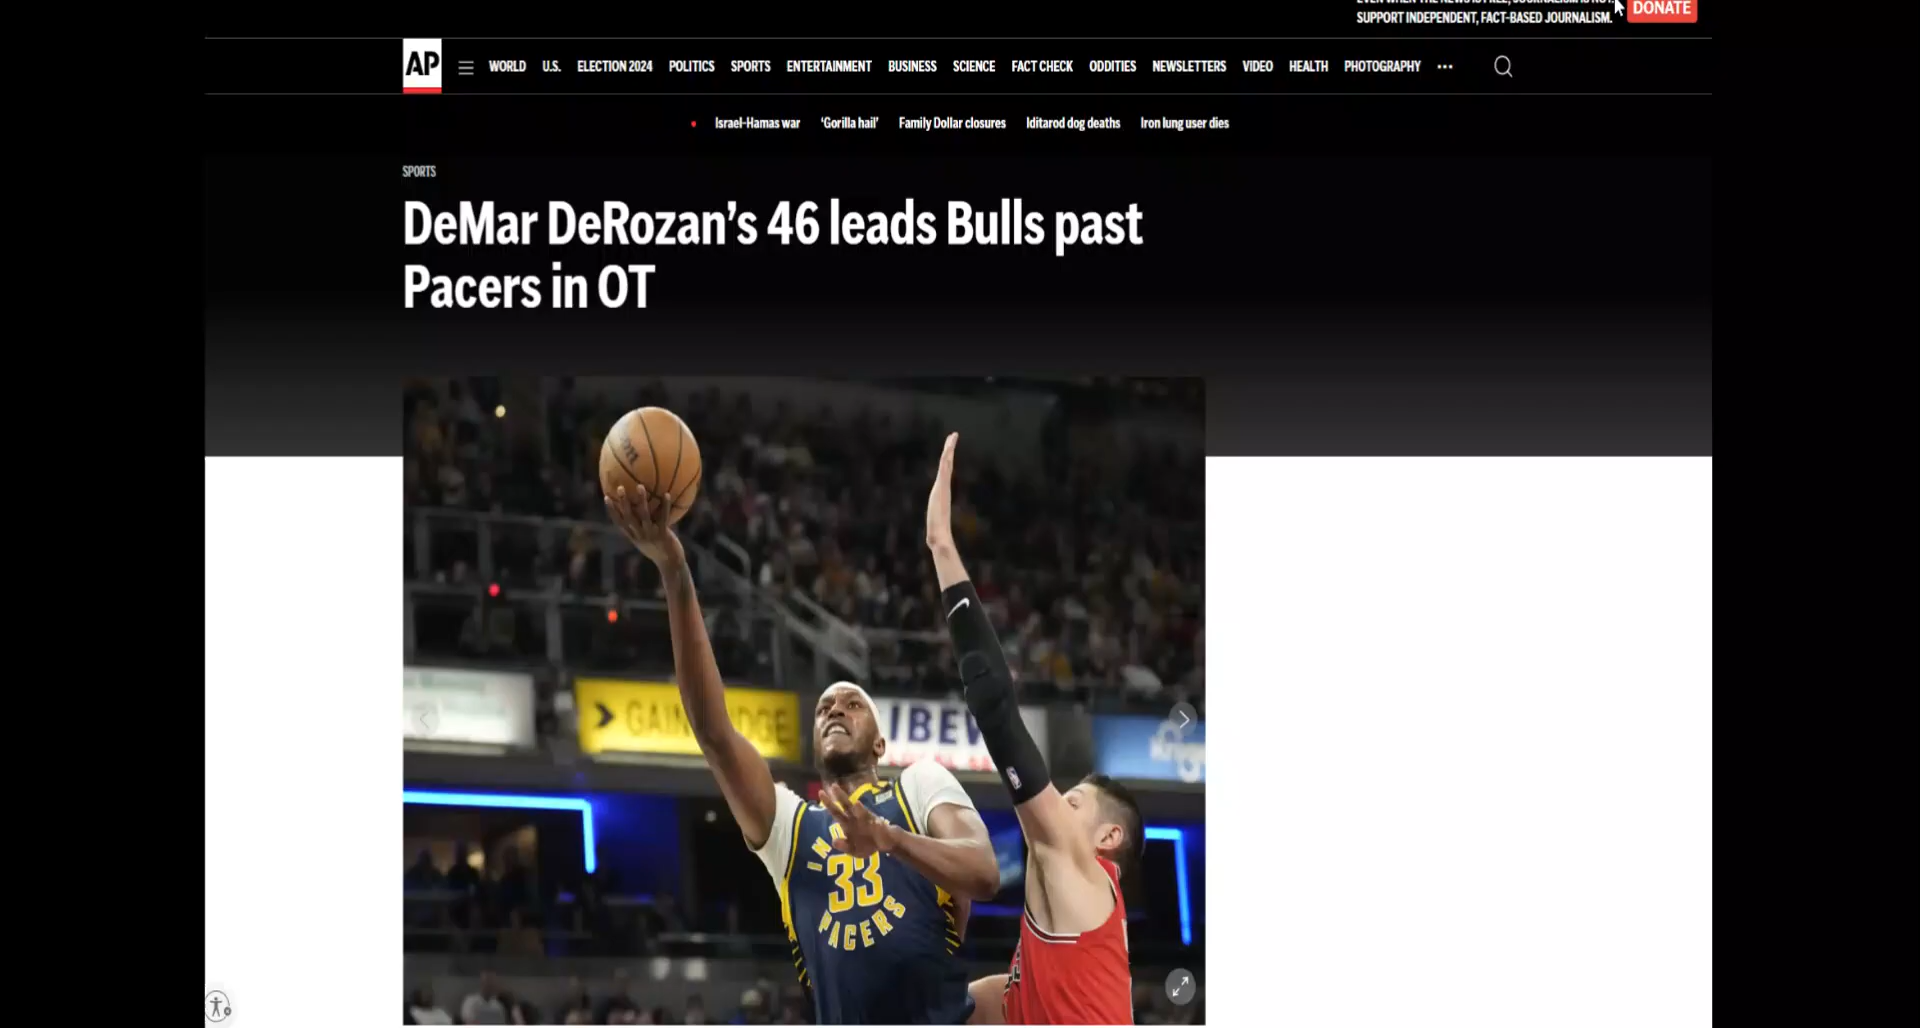 SUPPORT INDEPENDENT, FACT-BASED JOURNALISM.
DONATE
AP
WORLD U.S. ELECTION 2024 POLITICS SPORTS ENTERTAINMENT BUSINESS SCIENCE FACT CHECK ODDITIES NEWSLETTERS VIDEO HEALTH PHOTOGRAPHY
Israel-Hamas war ‘Gorilla hail’ Family Dollar closures Iditarod dog deaths Iron lung user dies
SPORTS
DeMar DeRozan’s 46 leads Bulls past
Pacers in OT
IBEW
33
PACERS